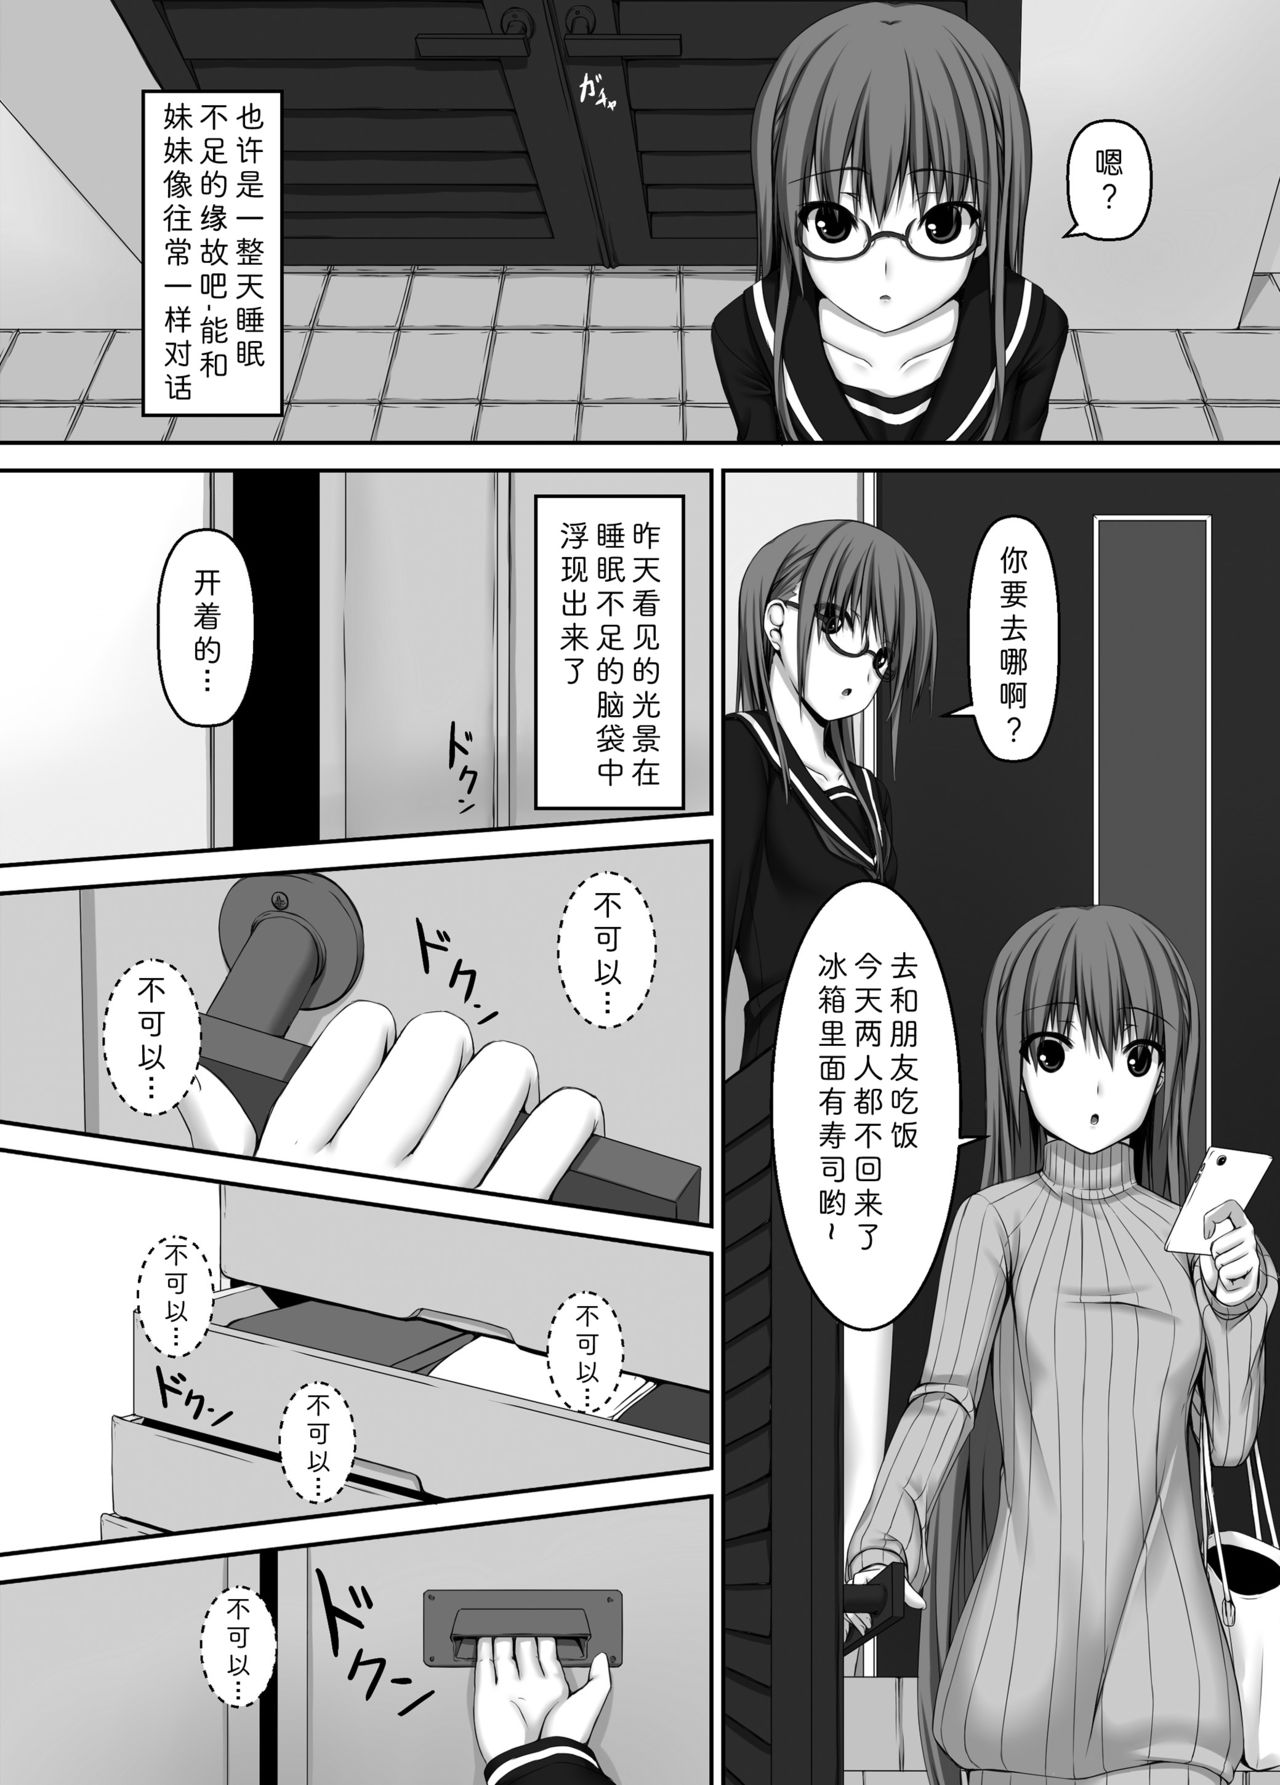 嗯？
ガチャ
也许是一整天睡眠
不足的缘故吧-能和
妹妹像往常一样对话
你要去哪啊？
去和朋友吃饭
今天两人都不回来了
冰箱里面有寿司哟~
昨天看见的光景在
睡眠不足的脑袋中
浮现出来了
开着的…
ドクン
不可以…
ドクン
不可以…
不可以…
不可以…
不可以…
ドクン
ドクン
不可以…